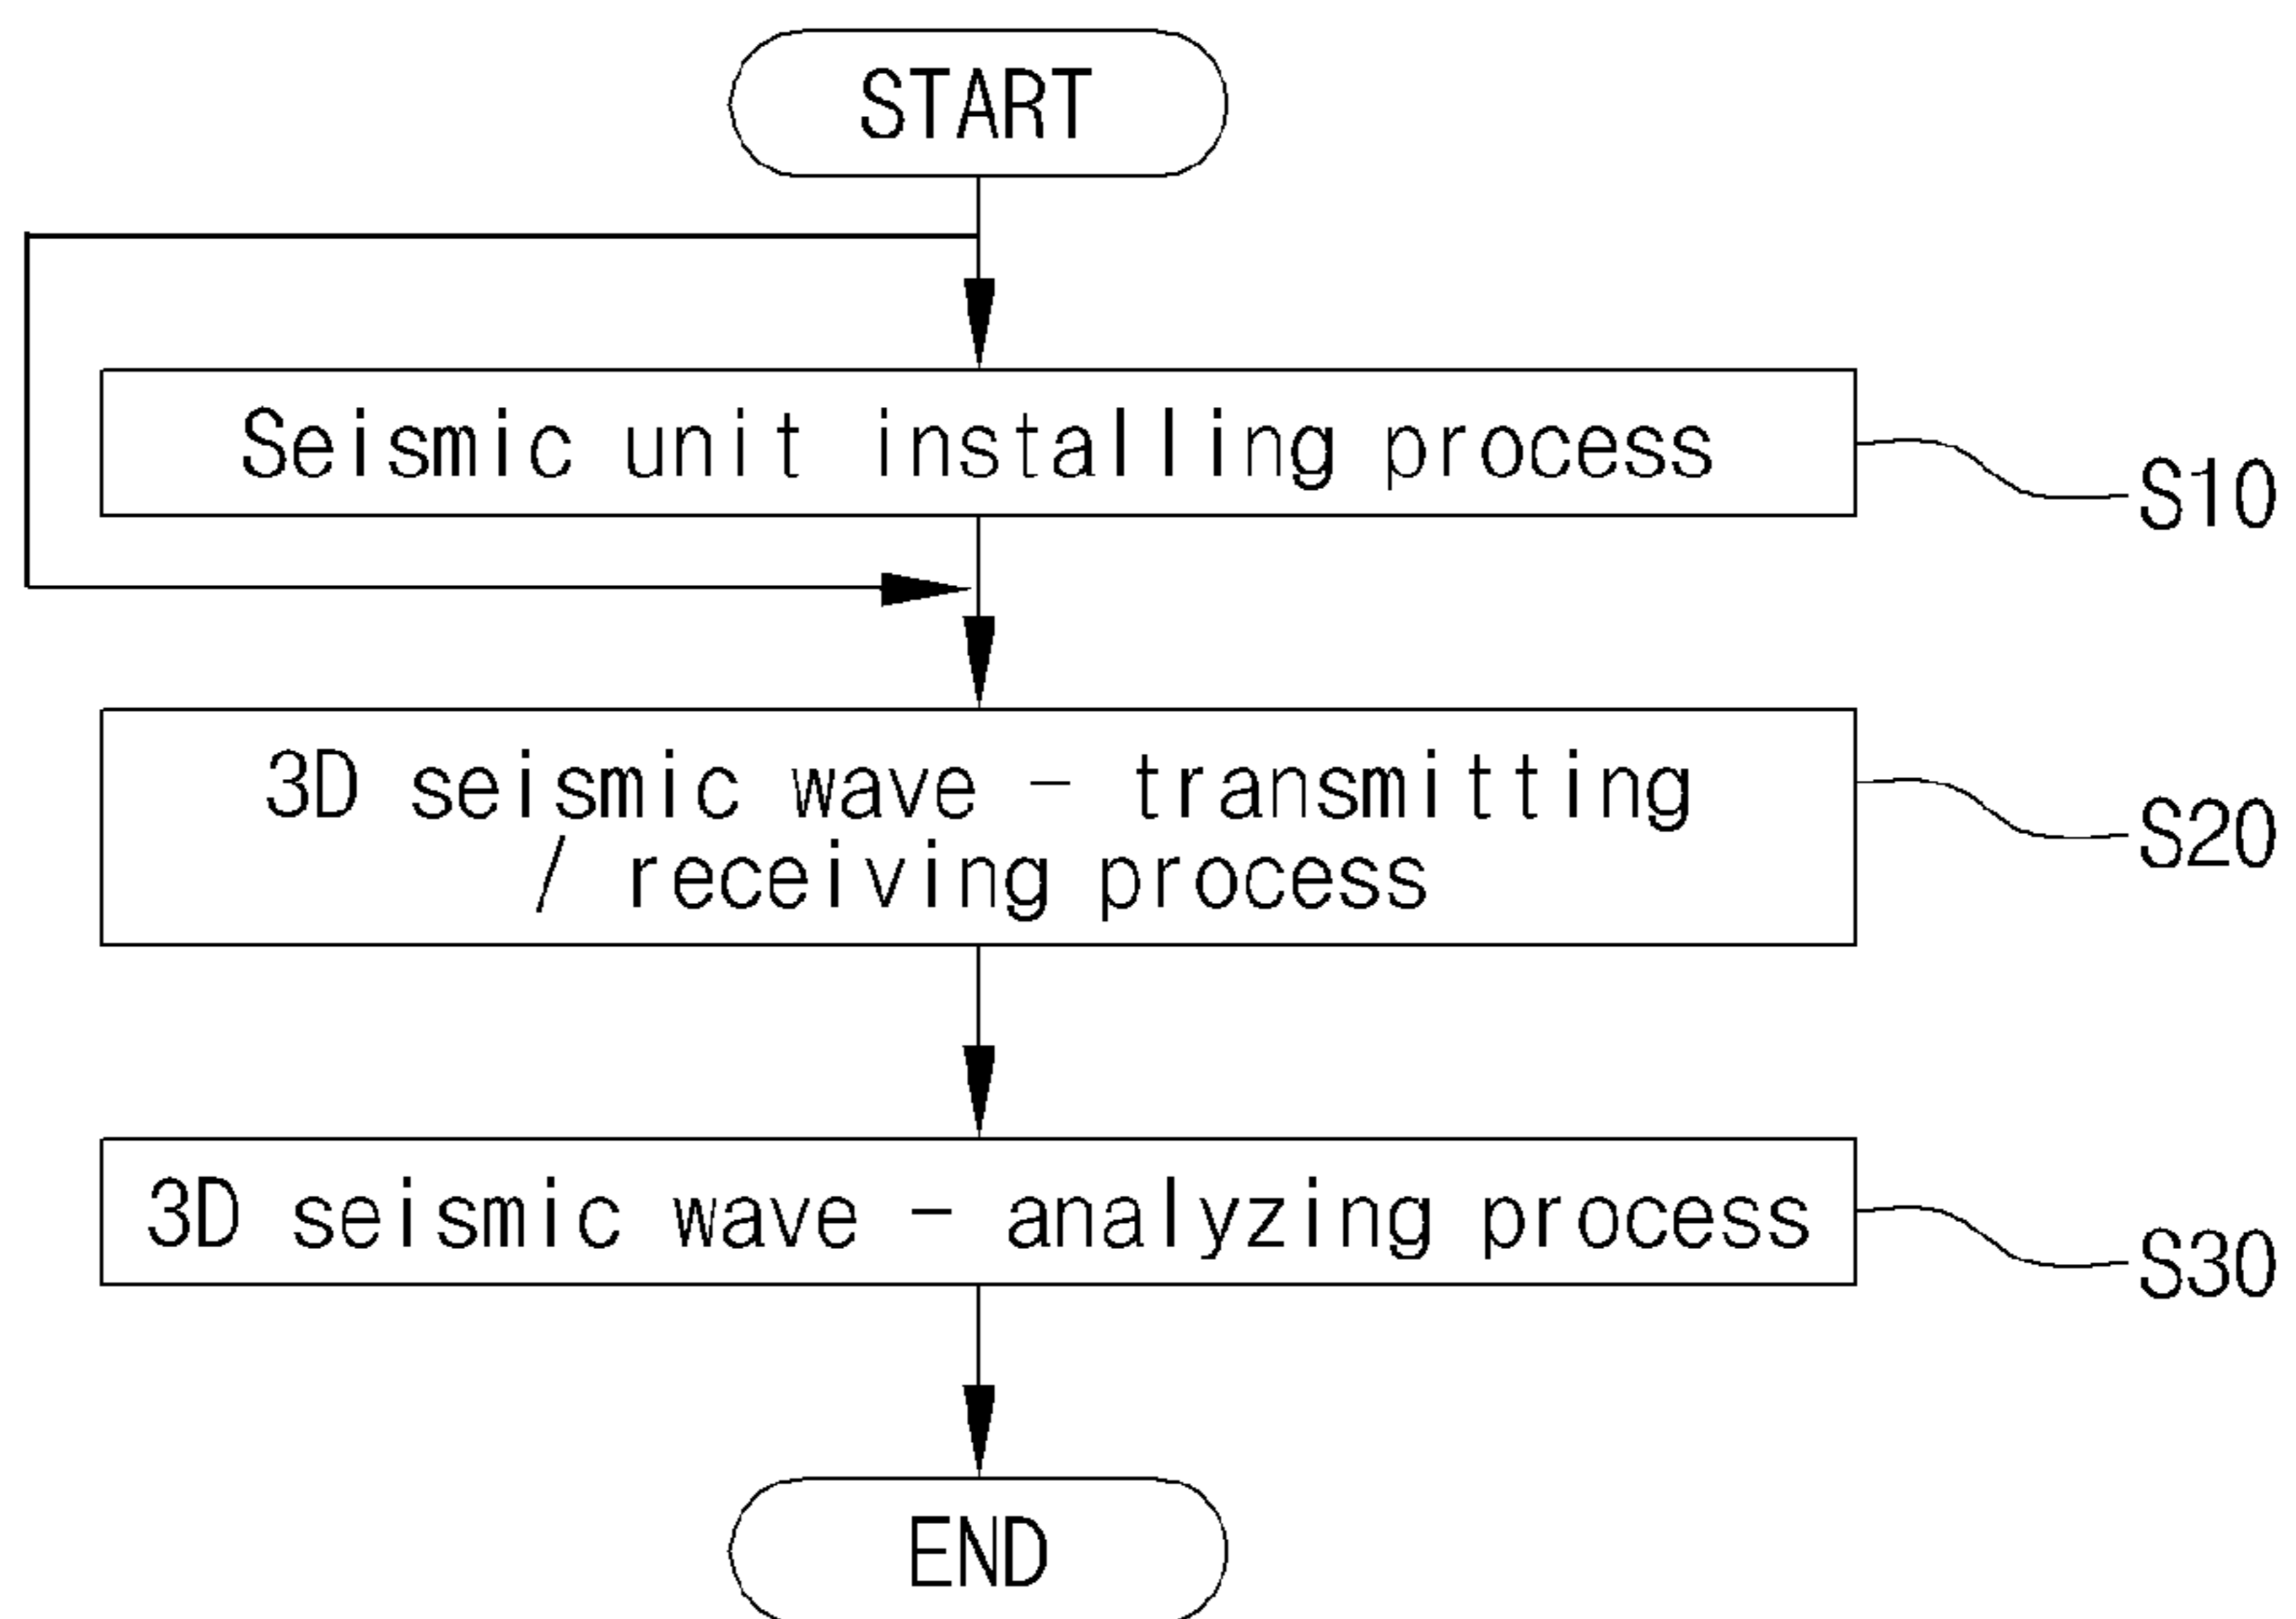 START
Seismic unit installing process
S10
3D seismic wave - transmitting
/ receiving process
S20
3D seismic wave - analyzing process
S30
END